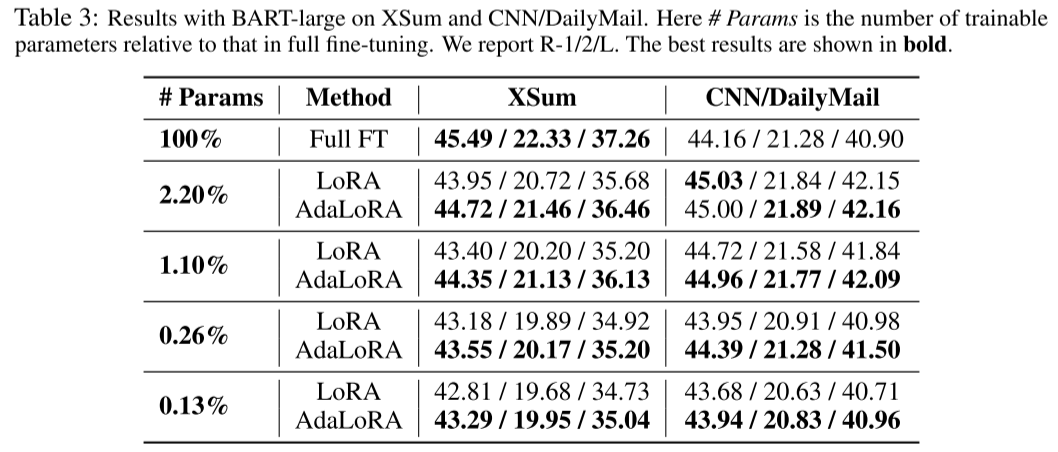 Table 3: Results with BART-large on XSum and CNN/DailyMail. Here # Params is the number of trainable
parameters relative to that in full fine-tuning. We report R-1/2/L. The best results are shown in bold.
# Params Method XSum CNN/DailyMail
100% Full FT 45.49 / 22.33 / 37.26 44.16 / 21.28 / 40.90
2.20% LoRA 43.95 / 20.72 / 35.68 45.03 / 21.84 / 42.15
AdaLoRA 44.72 / 21.46 / 36.46 45.00 / 21.89 / 42.16
1.10% LoRA 43.40 / 20.20 / 35.20 44.72 / 21.58 / 41.84
AdaLoRA 44.35 / 21.13 / 36.13 44.96 / 21.77 / 42.09
0.26% LoRA 43.18 / 19.89 / 34.92 43.95 / 20.91 / 40.98
AdaLoRA 43.55 / 20.17 / 35.20 44.39 / 21.28 / 41.50
0.13% LoRA 42.81 / 19.68 / 34.73 43.68 / 20.63 / 40.71
AdaLoRA 43.29 / 19.95 / 35.04 43.94 / 20.83 / 40.96